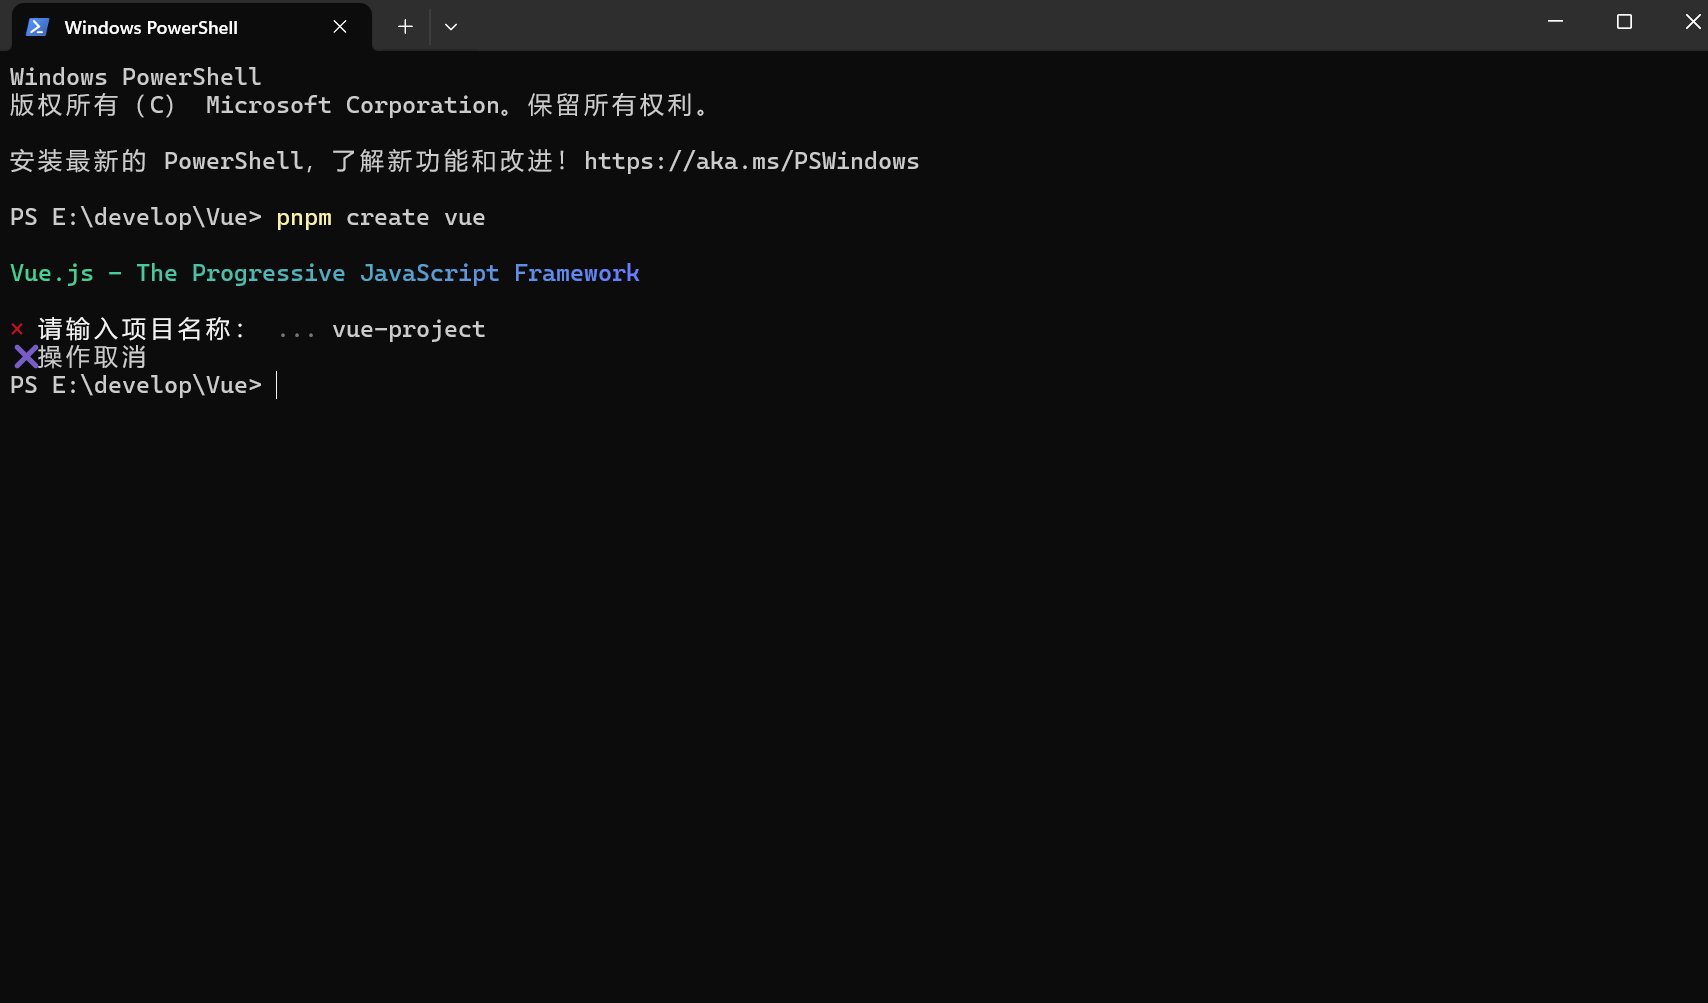 Windows PowerShell
Windows PowerShell
版权所有（C） Microsoft Corporation。保留所有权利。
安装最新的 PowerShell，了解新功能和改进！https://aka.ms/PSWindows
PS E:\develop\Vue> pnpm create vue
Vue.js - The Progressive JavaScript Framework
× 请输入项目名称： ... vue-project
❌操作取消
PS E:\develop\Vue>